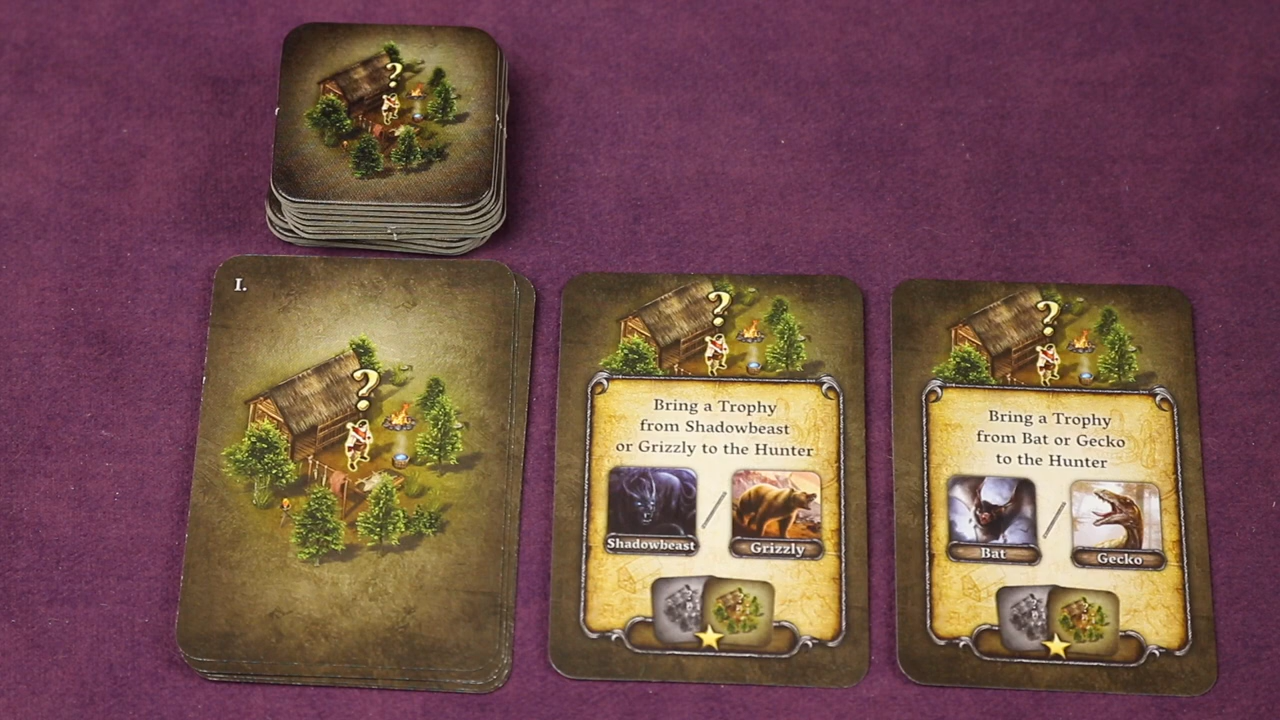 ?
I.
?
?
Bring a Trophy
from Shadowbeast
or Grizzly to the Hunter
Shadowbeast
Grizzly
?
Bring a Trophy
from Bat or Gecko
to the Hunter
Bat
Gecko